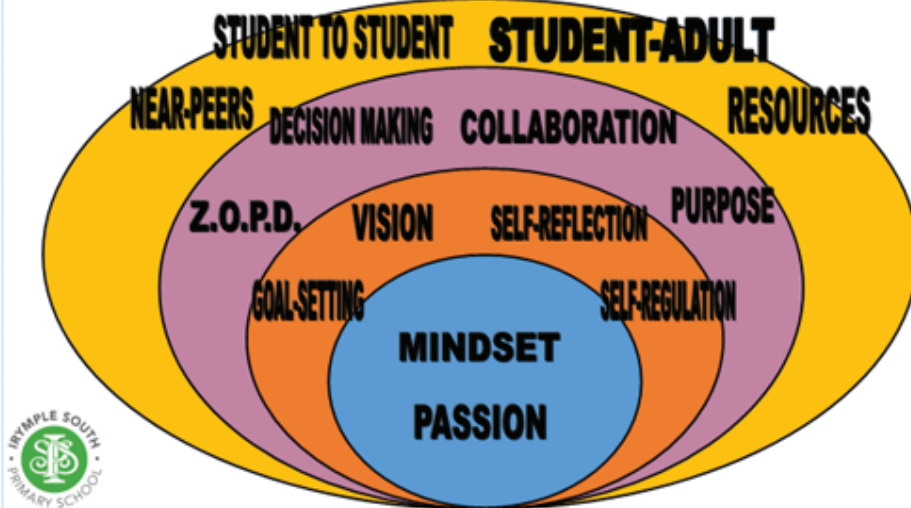 STUDENT TO STUDENT
STUDENT-ADULT
NEAR-PEERS
RESOURCES
DECISION MAKING
COLLABORATION
Z.O.P.D.
PURPOSE
VISION
SELF-REFLECTION
GOAL-SETTING
SELF-REGULATION
MINDSET
PASSION
IRYMPLE SOUTH
PRIMARY SCHOOL